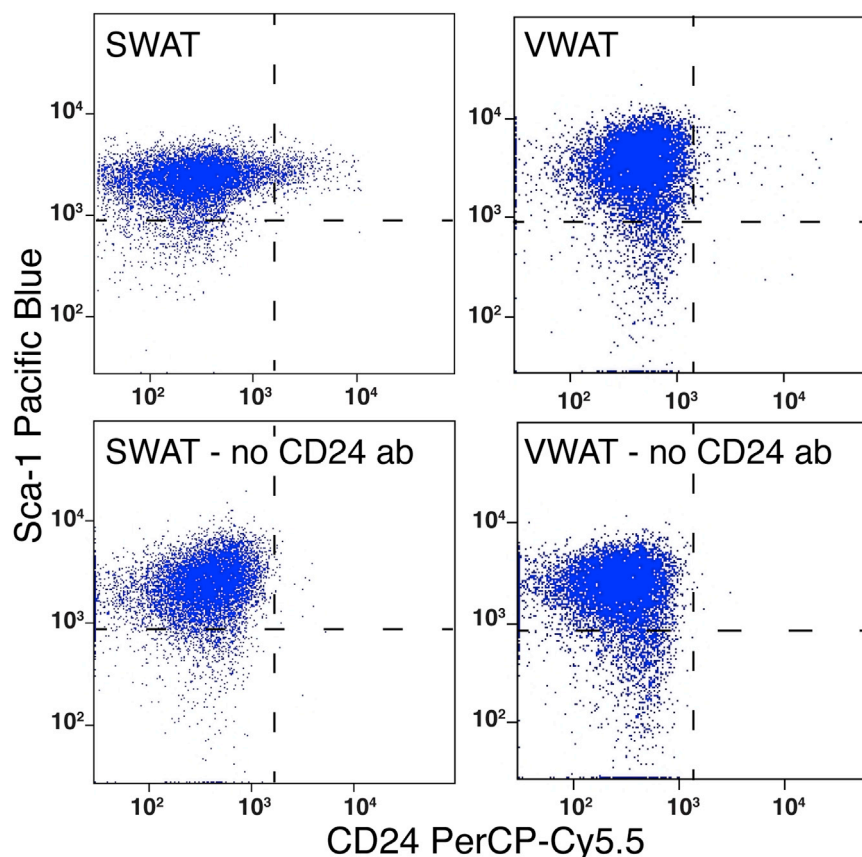 SWAT
VWAT
10⁴
10³
10²
10² 10³ 10⁴
10⁴
10³
10²
10² 10³ 10⁴
SWAT - no CD24 ab
VWAT - no CD24 ab
10⁴
10³
10²
10² 10³ 10⁴
10⁴
10³
10²
10² 10³ 10⁴
Sca-1 Pacific Blue
CD24 PerCP-Cy5.5